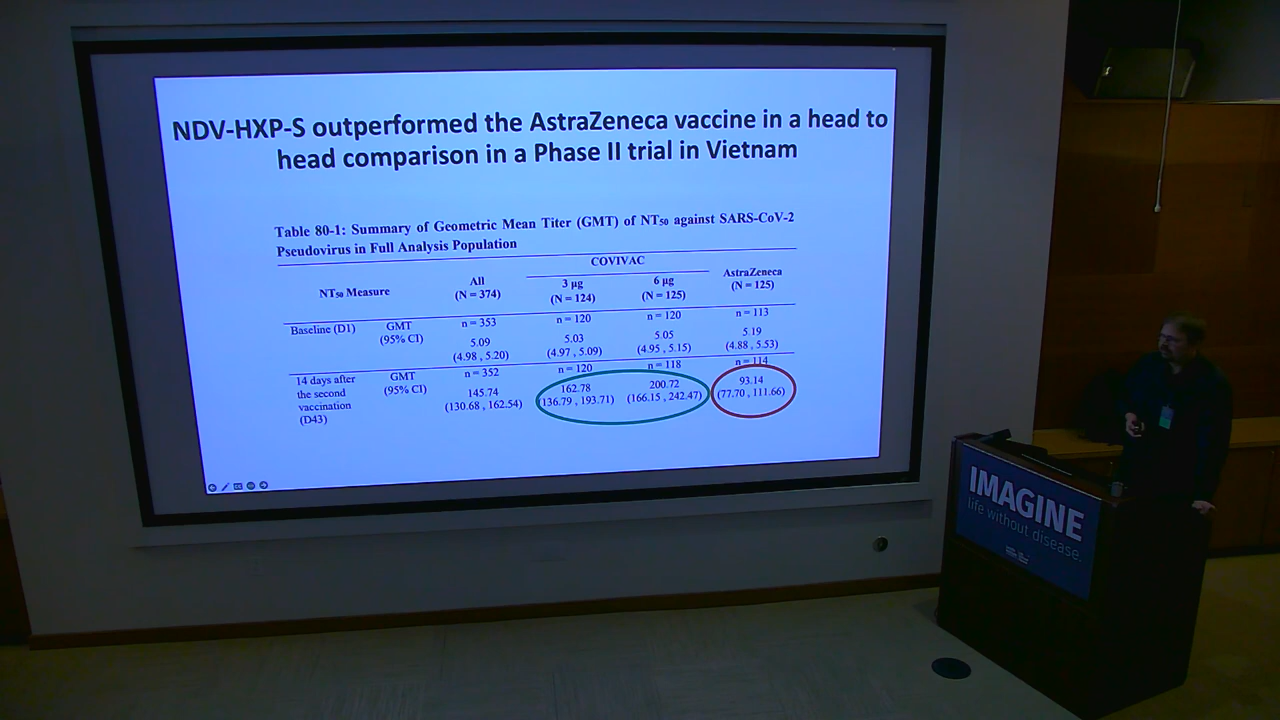 NDV-HXP-S outperformed the AstraZeneca vaccine in a head to
head comparison in a Phase II trial in Vietnam
Table 80-1: Summary of Geometric Mean Titer (GMT) of NT50 against SARS-CoV-2
Pseudovirus in Full Analysis Population
COVIVAC
NT50 Measure All (N = 374) 3 µg (N = 124) 6 µg (N = 125) AstraZeneca (N = 125)
Baseline (D1) GMT (95% CI) n = 353 n = 120 n = 120 n = 113
5.09 5.03 5.05 5.19
(4.98 , 5.20) (4.97 , 5.09) (4.95 , 5.15) (4.88 , 5.53)
14 days after the second vaccination (D43) GMT (95% CI) n = 352 n = 120 n = 118 n = 114
145.74 162.78 200.72 93.14
(130.68 , 162.54) (136.79 , 193.71) (166.15 , 242.47) (77.70 , 111.66)
IMAGINE
life without disease.